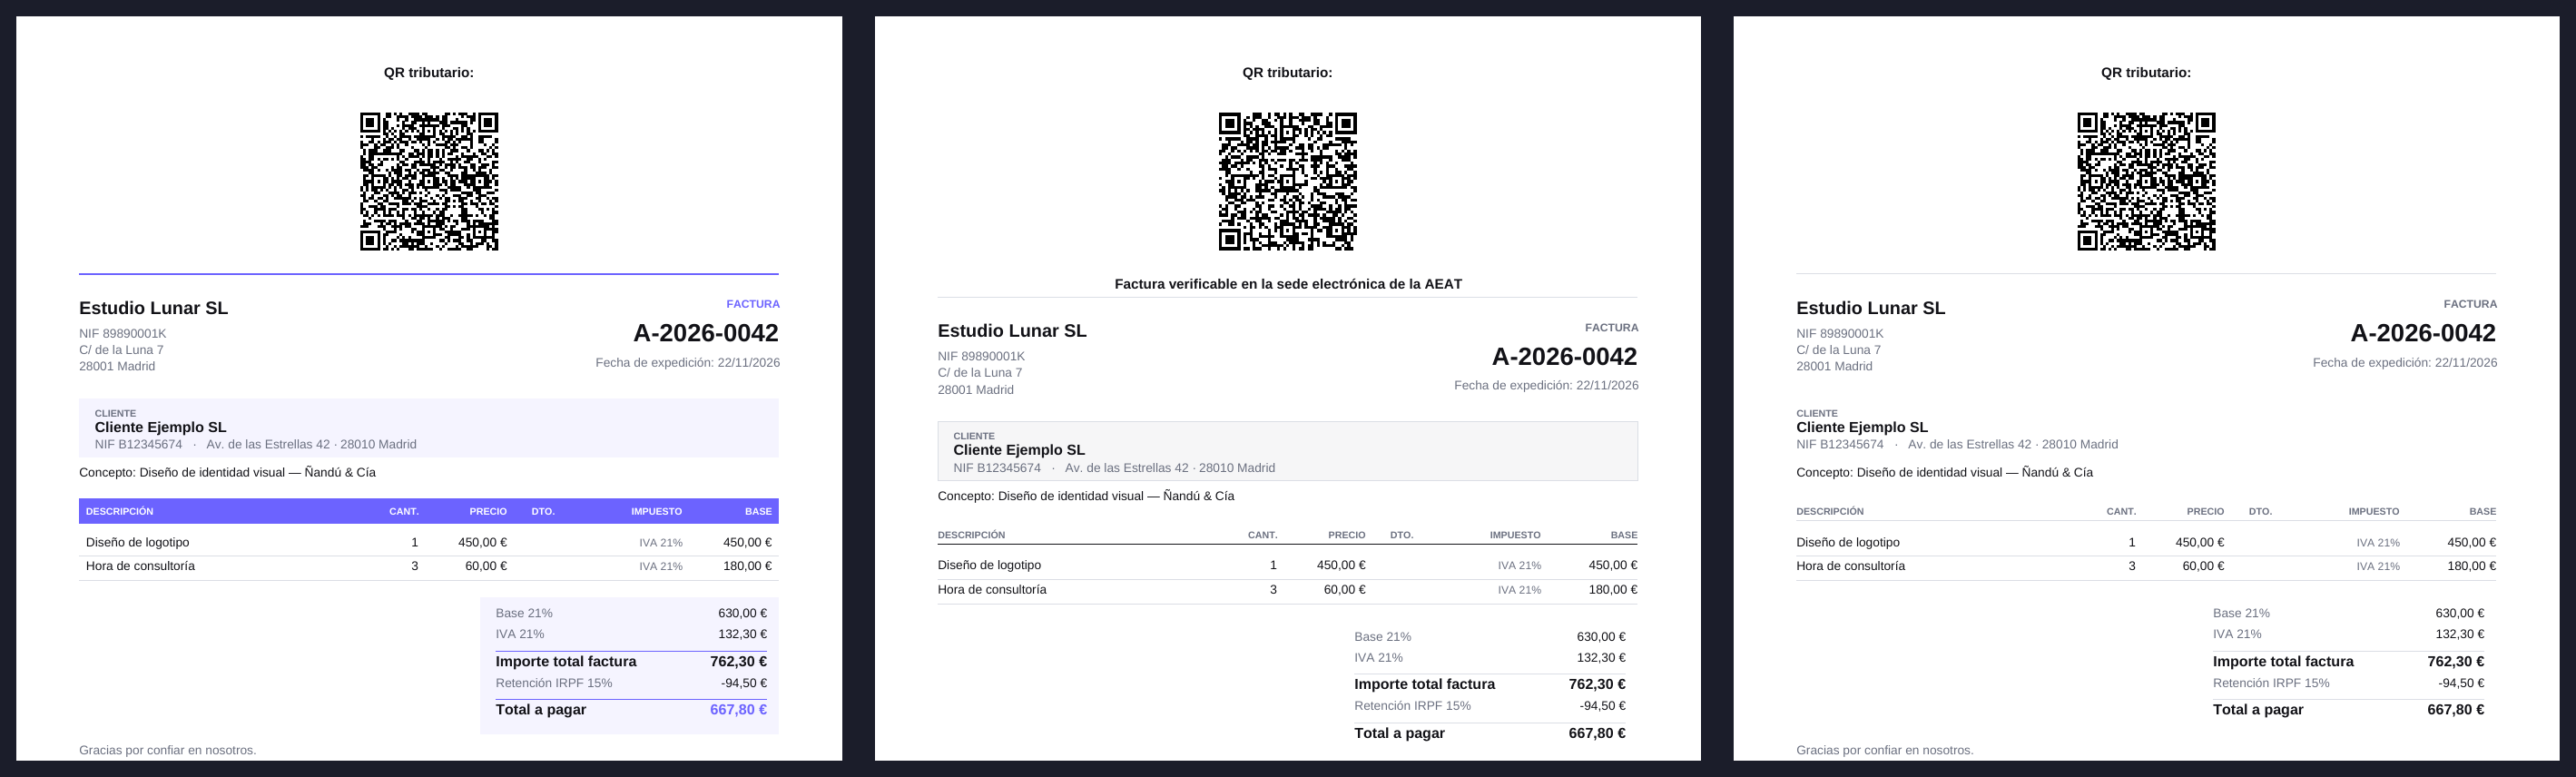 QR tributario:
Estudio Lunar SL
NIF 89890001K
C/ de la Luna 7
28001 Madrid
FACTURA
A-2026-0042
Fecha de expedición: 22/11/2026
CLIENTE
Cliente Ejemplo SL
NIF B12345674 · Av. de las Estrellas 42 · 28010 Madrid
Concepto: Diseño de identidad visual — Ñandú & Cía
DESCRIPCIÓN CANT. PRECIO DTO. IMPUESTO BASE
Diseño de logotipo 1 450,00 € IVA 21% 450,00 €
Hora de consultoría 3 60,00 € IVA 21% 180,00 €
Base 21% 630,00 €
IVA 21% 132,30 €
Importe total factura 762,30 €
Retención IRPF 15% -94,50 €
Total a pagar 667,80 €
Gracias por confiar en nosotros.
QR tributario:
Factura verificable en la sede electrónica de la AEAT
Estudio Lunar SL
NIF 89890001K
C/ de la Luna 7
28001 Madrid
FACTURA
A-2026-0042
Fecha de expedición: 22/11/2026
CLIENTE
Cliente Ejemplo SL
NIF B12345674 · Av. de las Estrellas 42 · 28010 Madrid
Concepto: Diseño de identidad visual — Ñandú & Cía
DESCRIPCIÓN CANT. PRECIO DTO. IMPUESTO BASE
Diseño de logotipo 1 450,00 € IVA 21% 450,00 €
Hora de consultoría 3 60,00 € IVA 21% 180,00 €
Base 21% 630,00 €
IVA 21% 132,30 €
Importe total factura 762,30 €
Retención IRPF 15% -94,50 €
Total a pagar 667,80 €
QR tributario:
Estudio Lunar SL
NIF 89890001K
C/ de la Luna 7
28001 Madrid
FACTURA
A-2026-0042
Fecha de expedición: 22/11/2026
CLIENTE
Cliente Ejemplo SL
NIF B12345674 · Av. de las Estrellas 42 · 28010 Madrid
Concepto: Diseño de identidad visual — Ñandú & Cía
DESCRIPCIÓN CANT. PRECIO DTO. IMPUESTO BASE
Diseño de logotipo 1 450,00 € IVA 21% 450,00 €
Hora de consultoría 3 60,00 € IVA 21% 180,00 €
Base 21% 630,00 €
IVA 21% 132,30 €
Importe total factura 762,30 €
Retención IRPF 15% -94,50 €
Total a pagar 667,80 €
Gracias por confiar en nosotros.